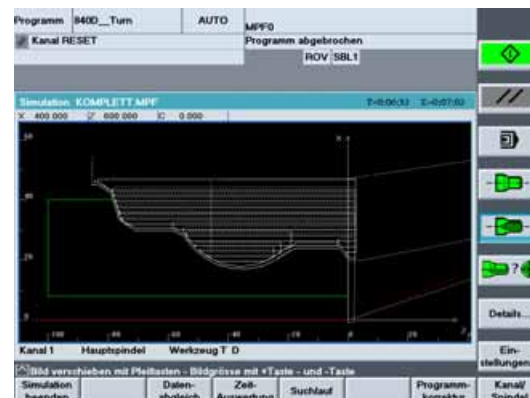 Programm 840D__Turn AUTO MPF0
Kanal RESET Programm abgebrochen
ROV SBL1
Simulation KOMPLETT.MPF
X 400.000 Z 600.000 C 0.000
Kanal 1 Hauptspindel Werkzeug T D
Bild verschieben mit Pfeiltasten - Bildgrösse mit +Taste - und -Taste
Details...
Ein-
stellungen
Simulation
beenden
Daten-
abgleich
Zeit-
Auswertung
Suchlauf
Programm-
korrektur
Kanal/
Spindel